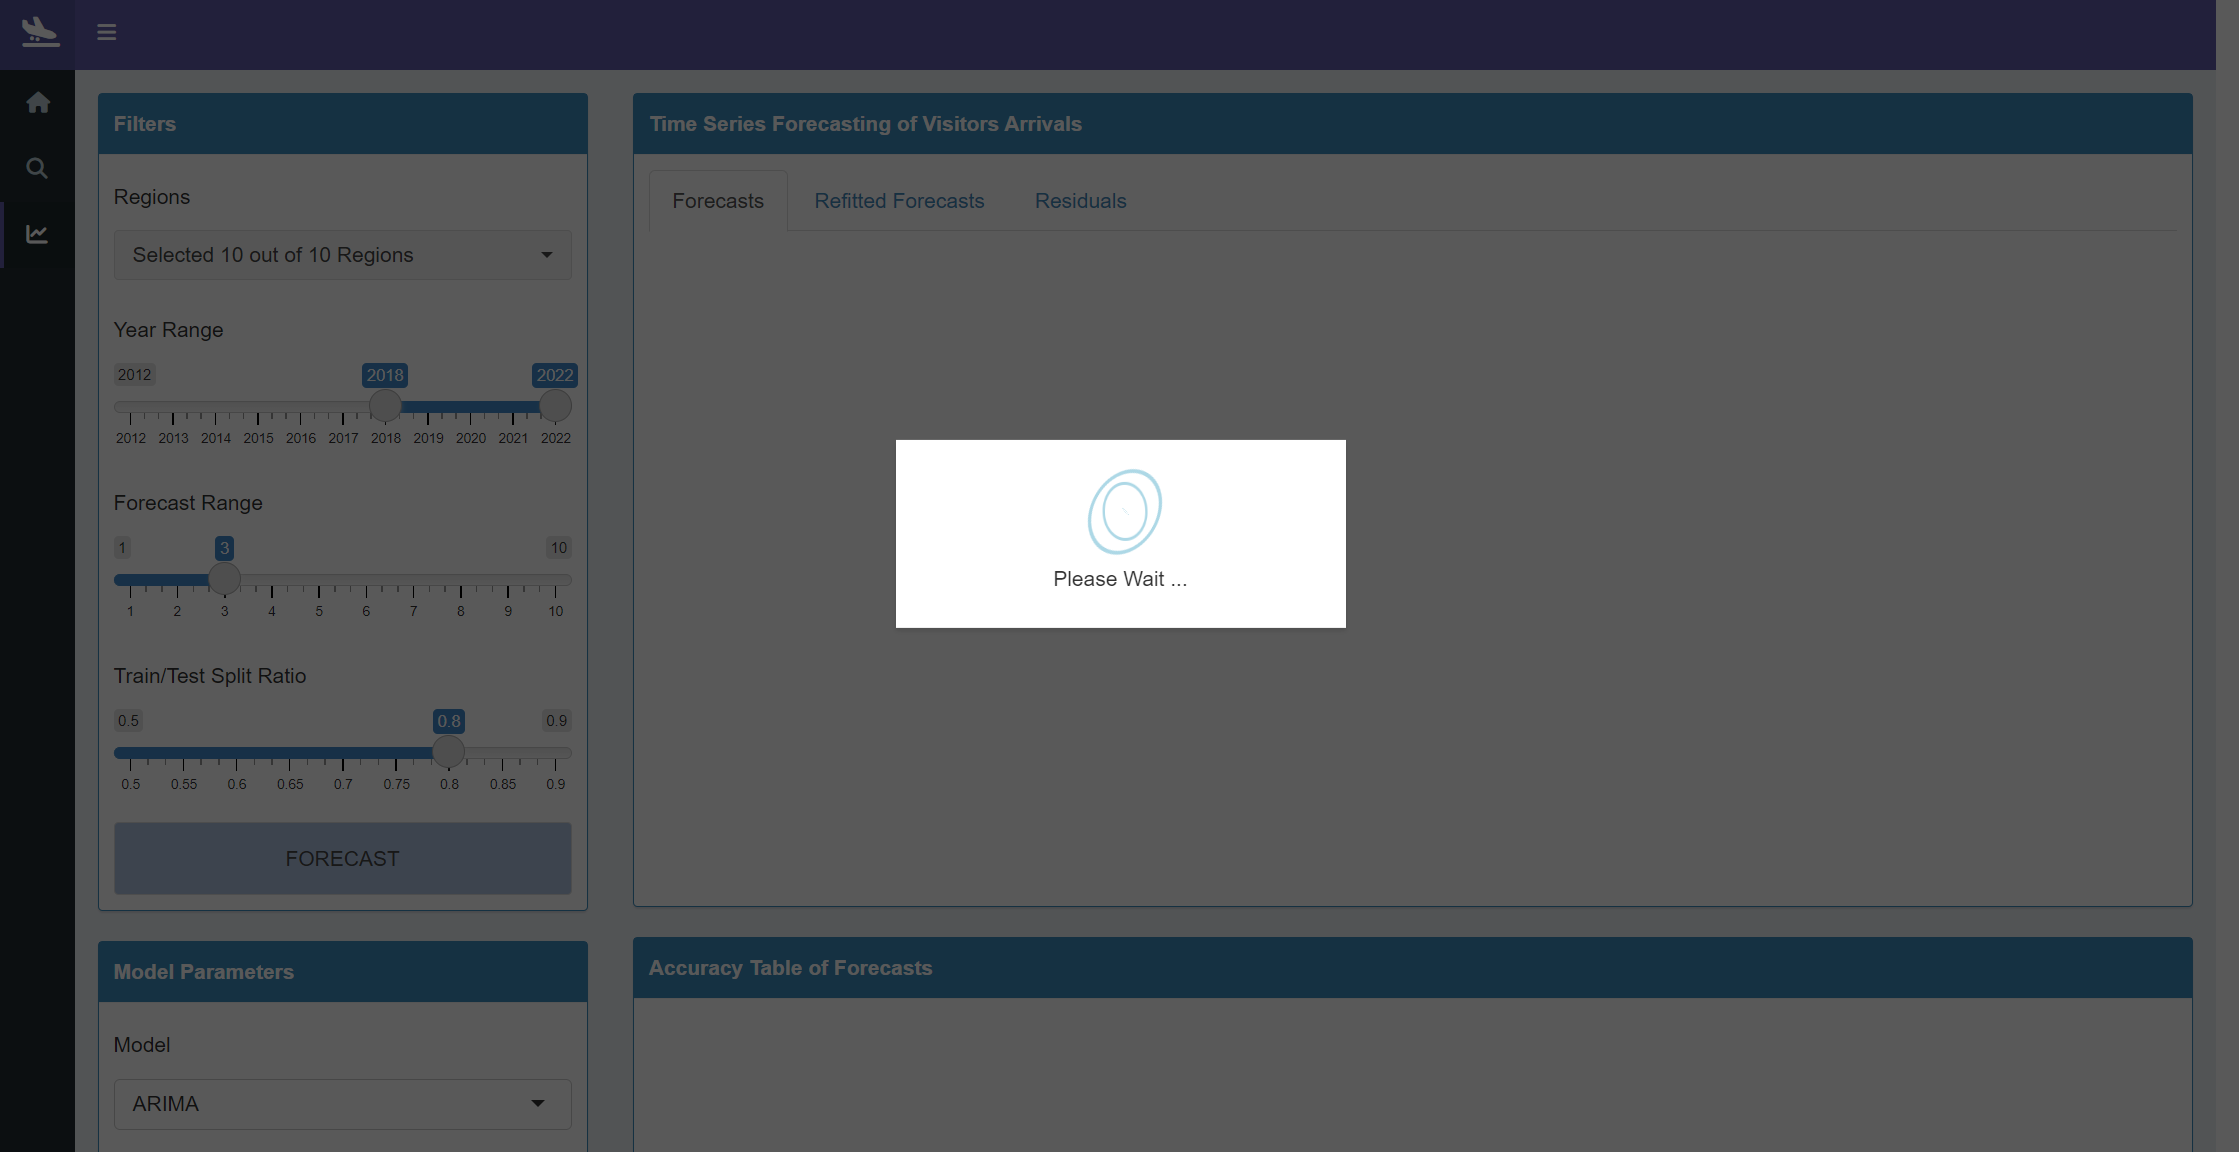 Filters
Regions
Selected 10 out of 10 Regions
Year Range
2012 2018 2022
2012 2013 2014 2015 2016 2017 2018 2019 2020 2021 2022
Forecast Range
1 3 10
1 2 3 4 5 6 7 8 9 10
Train/Test Split Ratio
0.5 0.8 0.9
0.5 0.55 0.6 0.65 0.7 0.75 0.8 0.85 0.9
FORECAST
Model Parameters
Model
ARIMA
Time Series Forecasting of Visitors Arrivals
Forecasts Refitted Forecasts Residuals
Please Wait ...
Accuracy Table of Forecasts